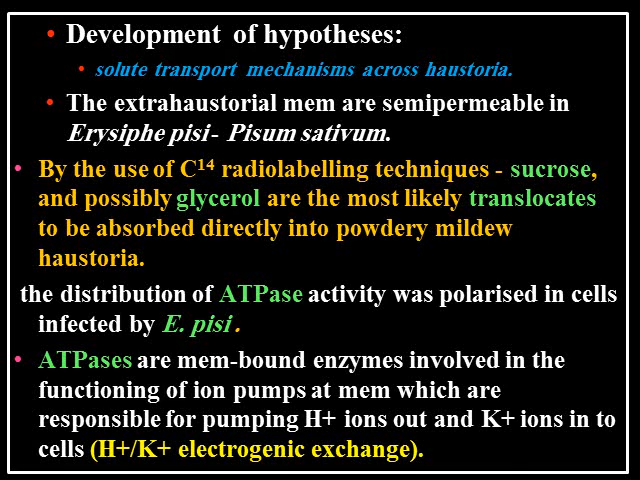 • Development of hypotheses:
• solute transport mechanisms across haustoria.
• The extrahaustorial mem are semipermeable in
Erysiphe pisi - Pisum sativum.
• By the use of C¹⁴ radiolabelling techniques - sucrose,
and possibly glycerol are the most likely translocates
to be absorbed directly into powdery mildew
haustoria.
the distribution of ATPase activity was polarised in cells
infected by E. pisi .
• ATPases are mem-bound enzymes involved in the
functioning of ion pumps at mem which are
responsible for pumping H+ ions out and K+ ions in to
cells (H+/K+ electrogenic exchange).